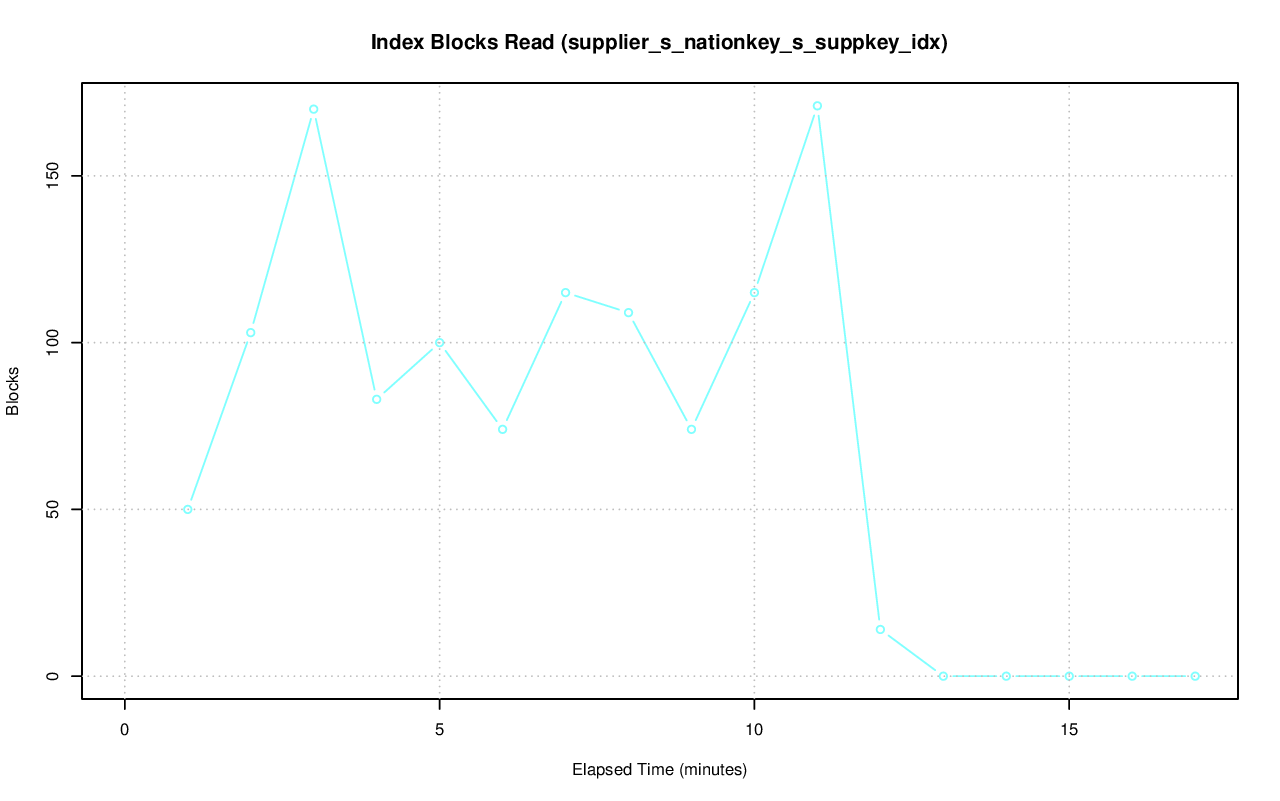 Index Blocks Read (supplier_s_nationkey_s_suppkey_idx)
150
100
50
0
Blocks
0 5 10 15
Elapsed Time (minutes)